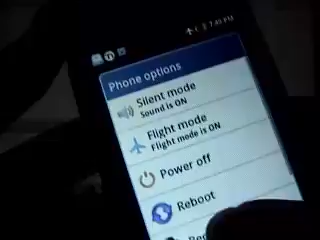 7:45 PM
Phone options
Silent mode
Sound is ON
Flight mode
Flight mode is ON
Power off
Reboot